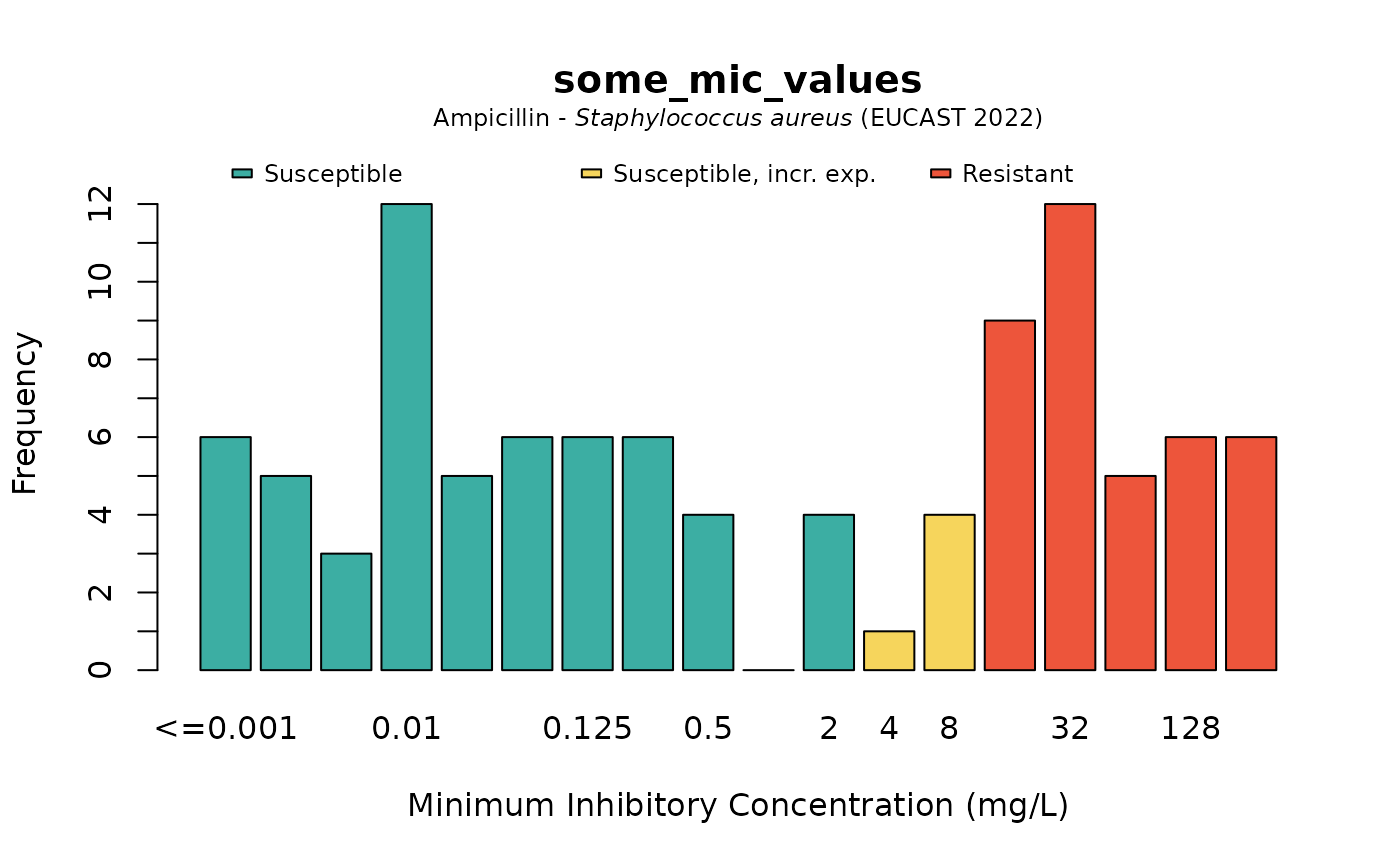 some_mic_values
Ampicillin - Staphylococcus aureus (EUCAST 2022)
Susceptible Susceptible, incr. exp. Resistant
Frequency
12
10
8
6
4
2
0
<=0.001 0.01 0.125 0.5 2 4 8 32 128
Minimum Inhibitory Concentration (mg/L)